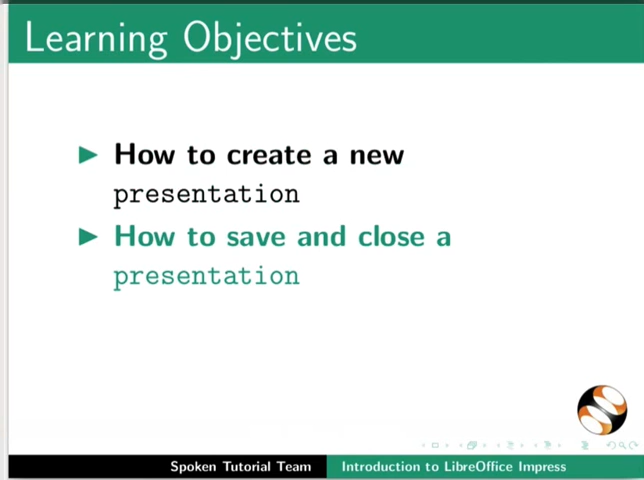 Learning Objectives
How to create a new
presentation
How to save and close a
presentation
Spoken Tutorial Team
Introduction to LibreOffice Impress